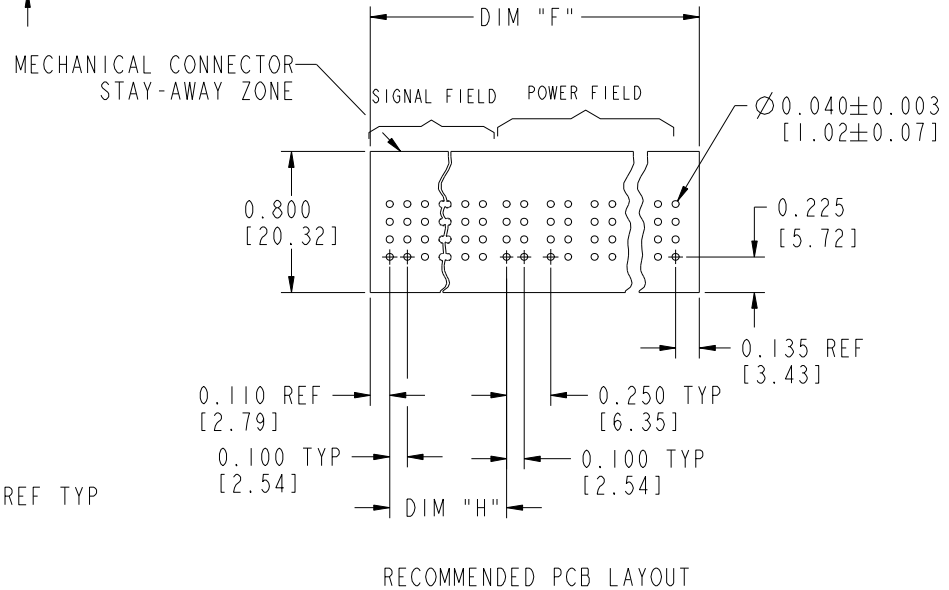 DIM "F"
MECHANICAL CONNECTOR
STAY-AWAY ZONE
SIGNAL FIELD
POWER FIELD
Ø0.040±0.003
[1.02±0.07]
0.800
[20.32]
0.225
[5.72]
0.135 REF
[3.43]
0.110 REF
[2.79]
0.250 TYP
[6.35]
0.100 TYP
[2.54]
0.100 TYP
[2.54]
REF TYP
DIM "H"
RECOMMENDED PCB LAYOUT